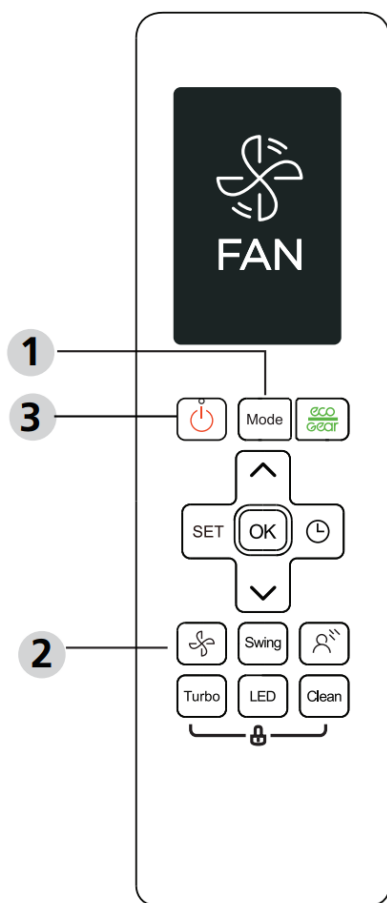 FAN
1
3
Mode
eco
Gear
SET
OK
2
Swing
Turbo
LED
Clean